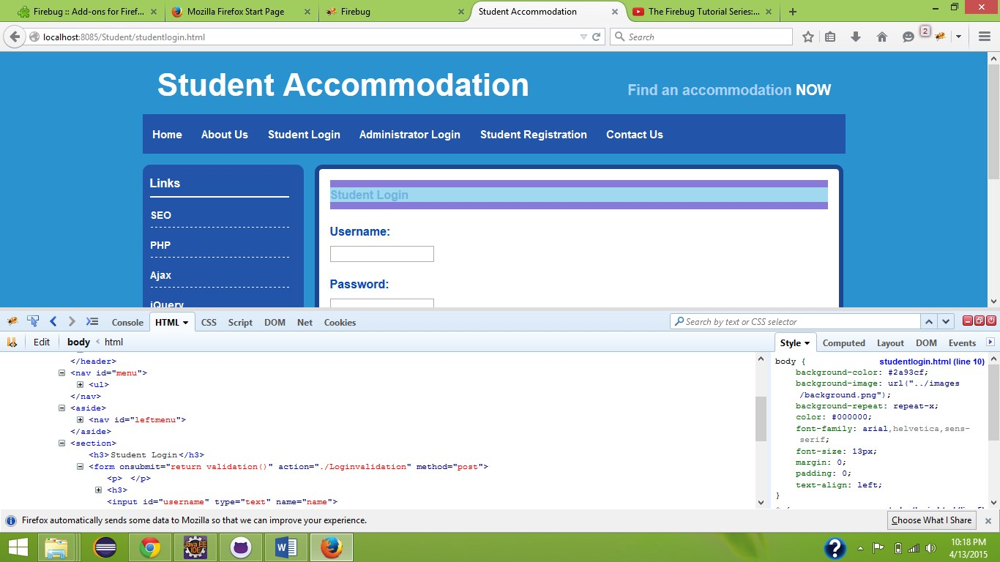 Firebug :: Add-ons for Firef...
Mozilla Firefox Start Page
Firebug
Student Accommodation
The Firebug Tutorial Series:...
localhost:8085/Student/studentlogin.html
Search
2
Student Accommodation
Find an accommodation NOW
Home About Us Student Login Administrator Login Student Registration Contact Us
Links
SEO
PHP
Ajax
jQuery
Student Login
Username:
Password:
Console HTML CSS Script DOM Net Cookies
Search by text or CSS selector
Edit body < html
Style Computed Layout DOM Events
</header>
<nav id="menu">
<ul>
</nav>
<aside>
<nav id="leftmenu">
</aside>
<section>
<h3>Student Login</h3>
<form onsubmit="return validation()" action="./Loginvalidation" method="post">
<p> </p>
<h3>
<input id="username" type="text" name="name">
body { studentlogin.html (line 10)
background-color: #2a93cf;
background-image: url("../images
/background.png");
background-repeat: repeat-x;
color: #000000;
font-family: arial,helvetica,sens-
serif;
font-size: 13px;
margin: 0;
padding: 0;
text-align: left;
}
Firefox automatically sends some data to Mozilla so that we can improve your experience.
Choose What I Share
Java EE
IDE
W
?
10:18 PM
4/13/2015